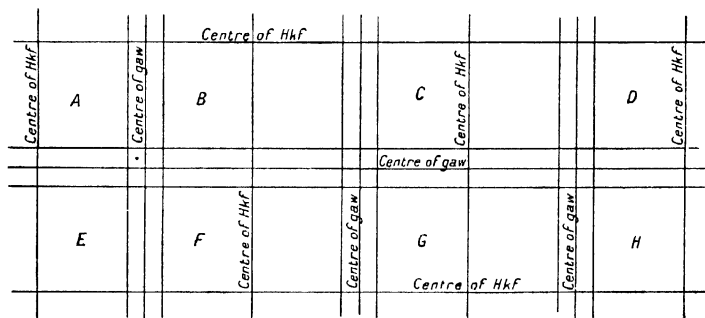 Centre of Hkf
Centre of Hkf
A
Centre of gaw
B
C
Centre of Hkf
D
Centre of Hkf
Centre of gaw
E
F
Centre of Hkf
Centre of gaw
G
Centre of gaw
H
Centre of Hkf